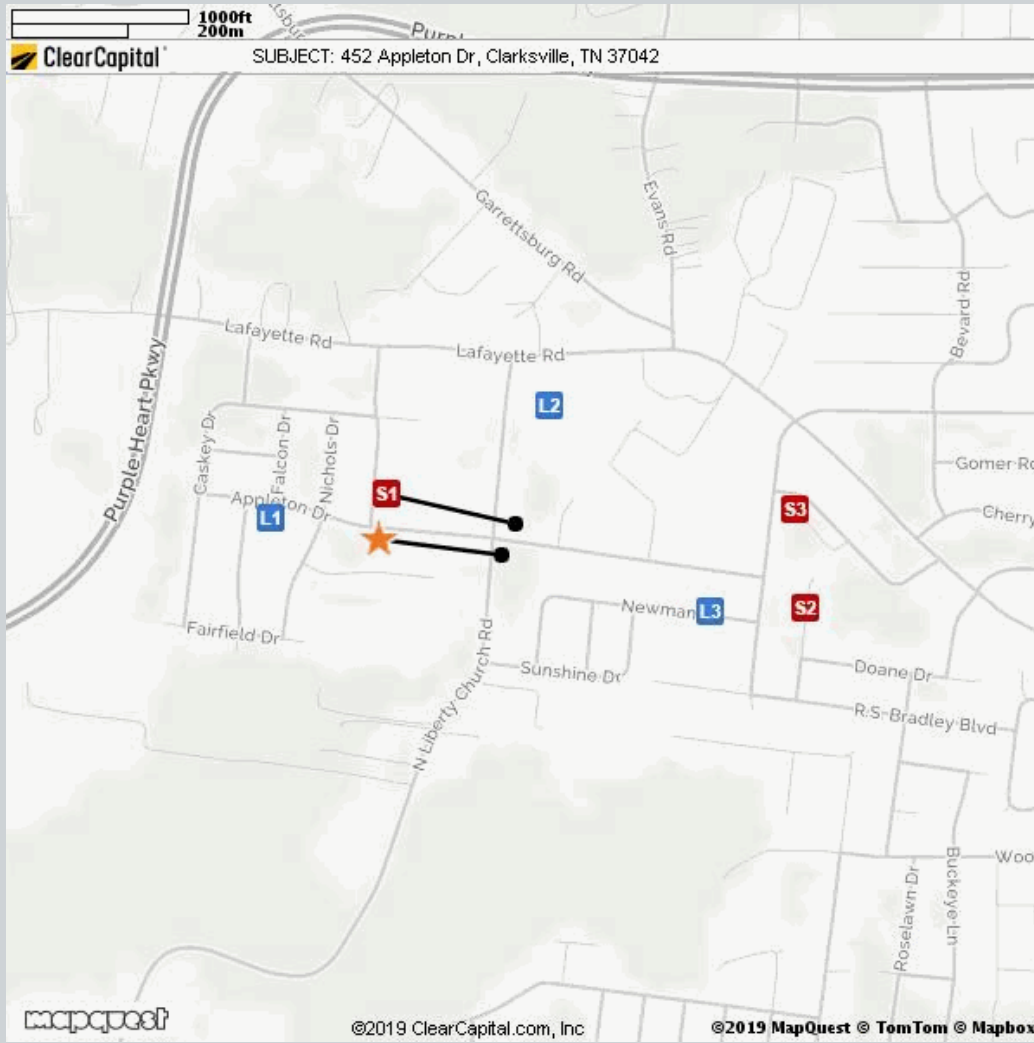 1000ft
200m
ClearCapital
SUBJECT: 452 Appleton Dr, Clarksville, TN 37042
Garrettsburg Rd
Evans Rd
Bevard Rd
Lafayette Rd
Lafayette Rd
Purple Heart Pkwy
L2
Caskey Dr
Falcon Dr
Nichols Dr
Gomer Rd
S1
Appleton Dr
L1
S3
Cherry
Newman
L3
S2
Fairfield Dr
Sunshine Dr
Doane Dr
N Liberty Church Rd
R S Bradley Blvd
Woo
Roselawn Dr
Buckeye Ln
mapquest
©2019 ClearCapital.com, Inc
©2019 MapQuest © TomTom © Mapbox